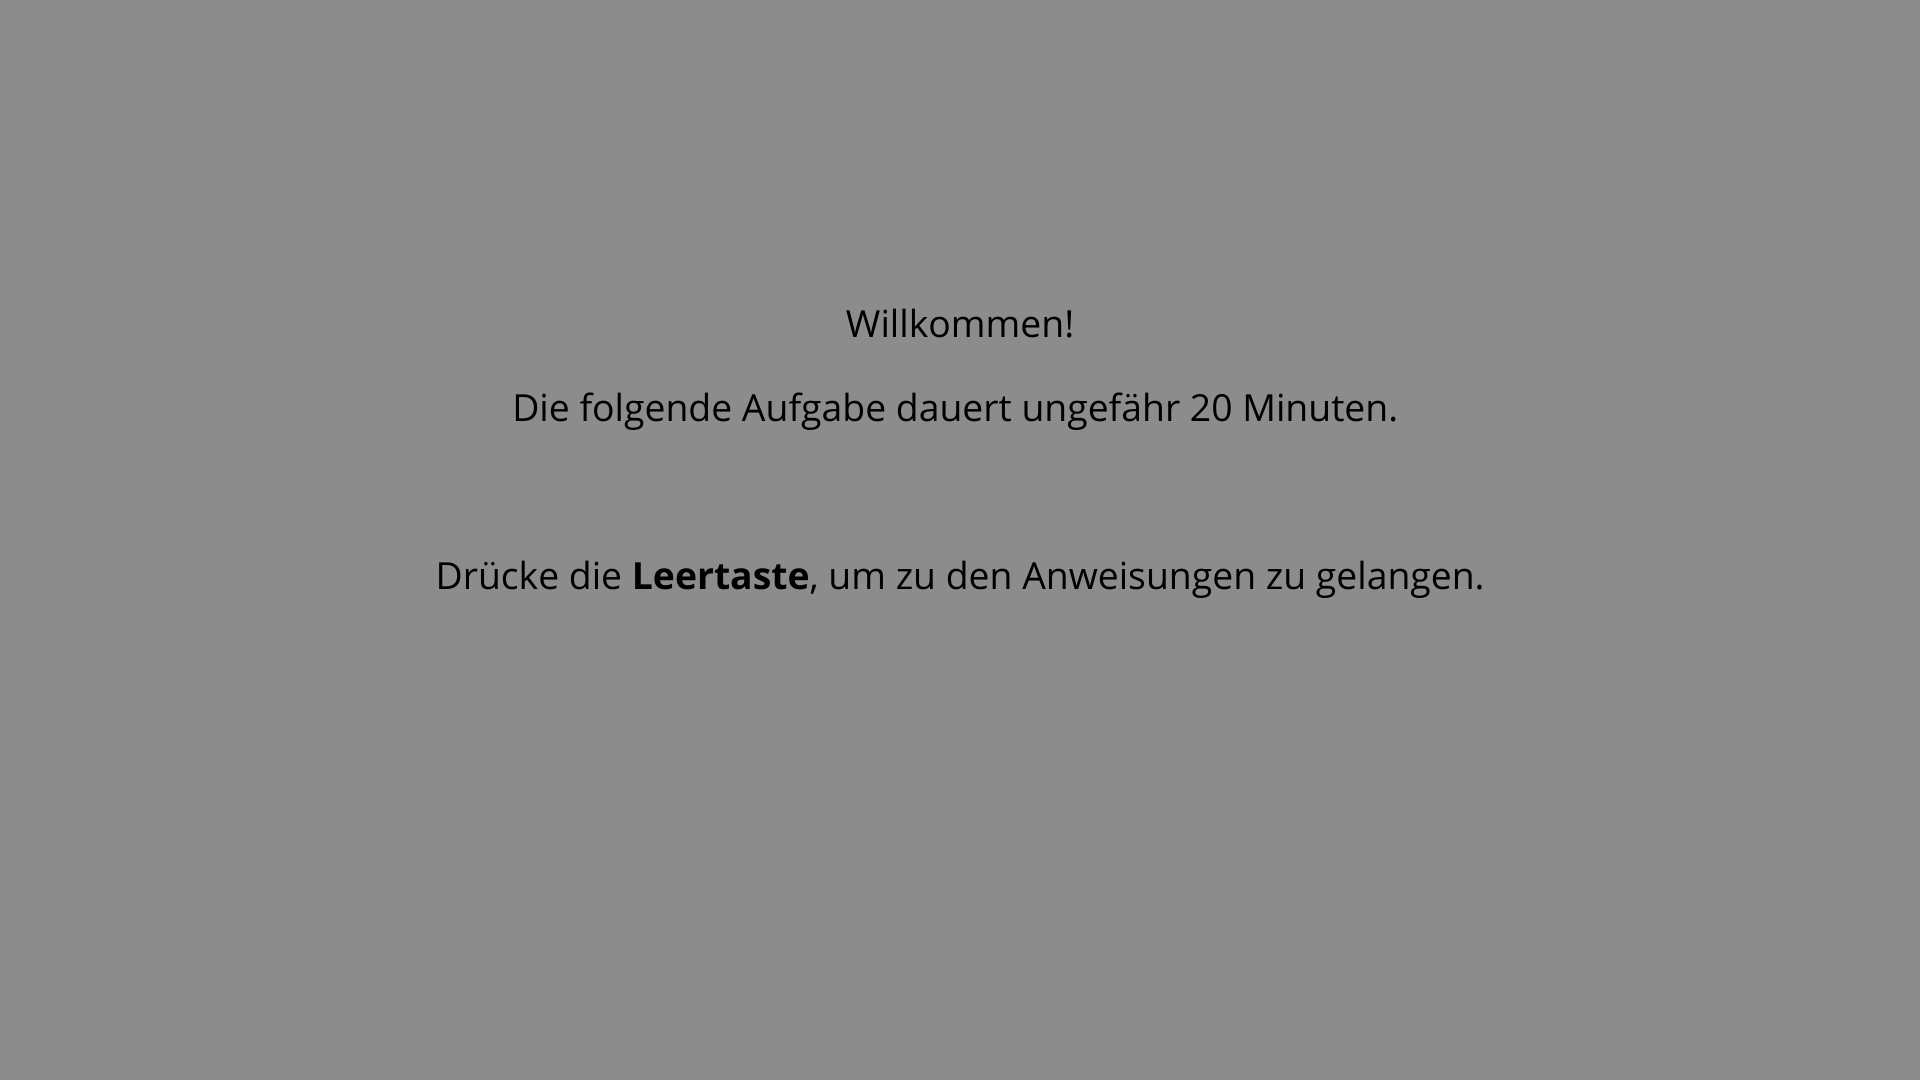 Willkommen!
Die folgende Aufgabe dauert ungefähr 20 Minuten.
Drücke die Leertaste, um zu den Anweisungen zu gelangen.